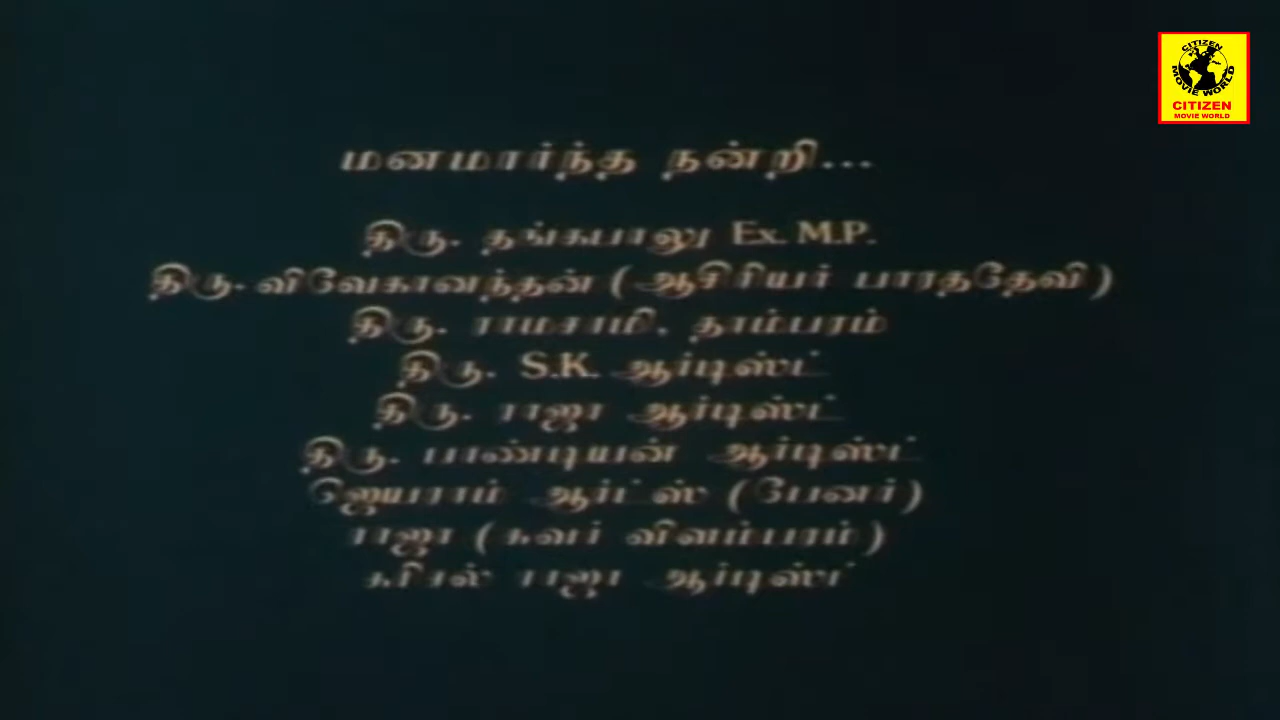 CITIZEN
MOVIE WORLD
CITIZEN
MOVIE WORLD
மனமார்ந்த நன்றி...
திரு. தங்கபாலு Ex. M.P.
திரு. விவேகானந்தன் (ஆசிரியர் பாரததேவி)
திரு. ராமசாமி, தாம்பரம்
திரு. S.K. ஆர்டிஸ்ட்
திரு. ராஜா ஆர்டிஸ்ட்
திரு. பாண்டியன் ஆர்டிஸ்ட்
ஜெயராம் ஆர்ட்ஸ் (பேனர்)
ராஜா (சுவர் விளம்பரம்)
ராஜா ஆர்டிஸ்ட்